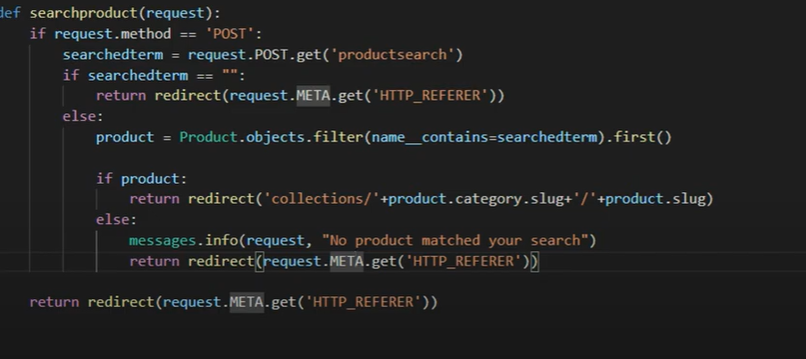 def searchproduct(request):
    if request.method == 'POST':
        searchedterm = request.POST.get('productsearch')
        if searchedterm == "":
            return redirect(request.META.get('HTTP_REFERER'))
        else:
            product = Product.objects.filter(name__contains=searchedterm).first()

            if product:
                return redirect('collections/'+product.category.slug+'/'+product.slug)
            else:
                messages.info(request, "No product matched your search")
                return redirect(request.META.get('HTTP_REFERER'))

    return redirect(request.META.get('HTTP_REFERER'))